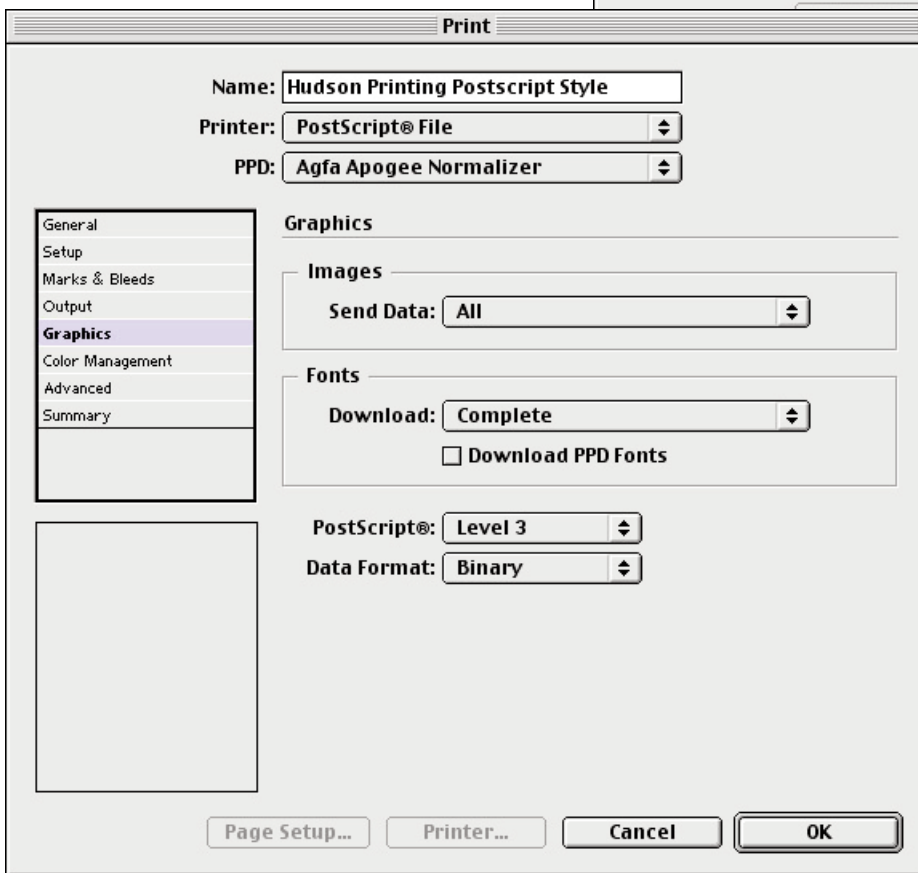 Print
Name: Hudson Printing Postscript Style
Printer: PostScript® File
PPD: Agfa Apogee Normalizer
General
Setup
Marks & Bleeds
Output
Graphics
Color Management
Advanced
Summary
Graphics
Images
Send Data: All
Fonts
Download: Complete
Download PPD Fonts
PostScript®: Level 3
Data Format: Binary
Page Setup... Printer... Cancel OK